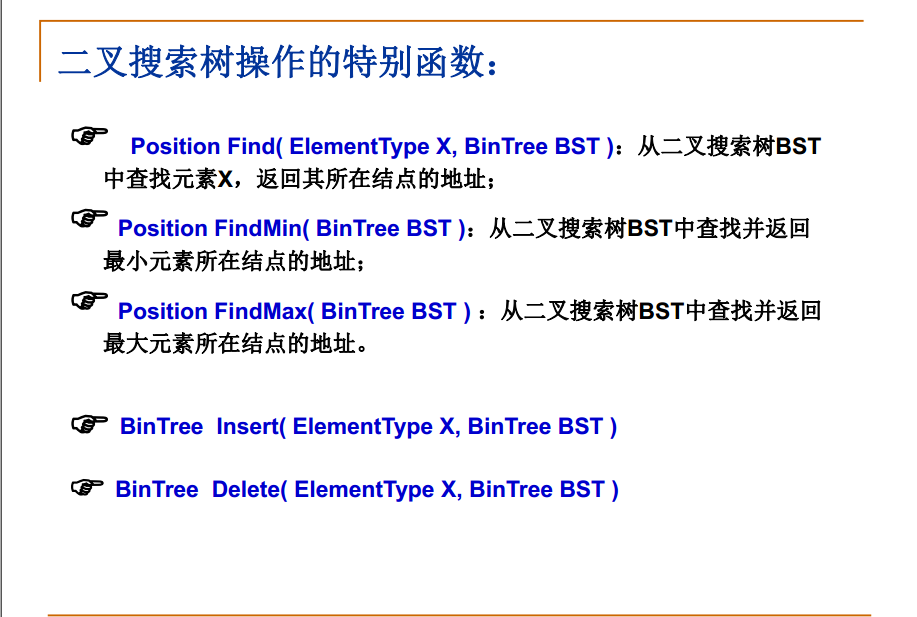 二叉搜索树操作的特别函数：
Position Find( ElementType X, BinTree BST )：从二叉搜索树BST
中查找元素X，返回其所在结点的地址；
Position FindMin( BinTree BST )：从二叉搜索树BST中查找并返回
最小元素所在结点的地址；
Position FindMax( BinTree BST ) ：从二叉搜索树BST中查找并返回
最大元素所在结点的地址。
BinTree Insert( ElementType X, BinTree BST )
BinTree Delete( ElementType X, BinTree BST )